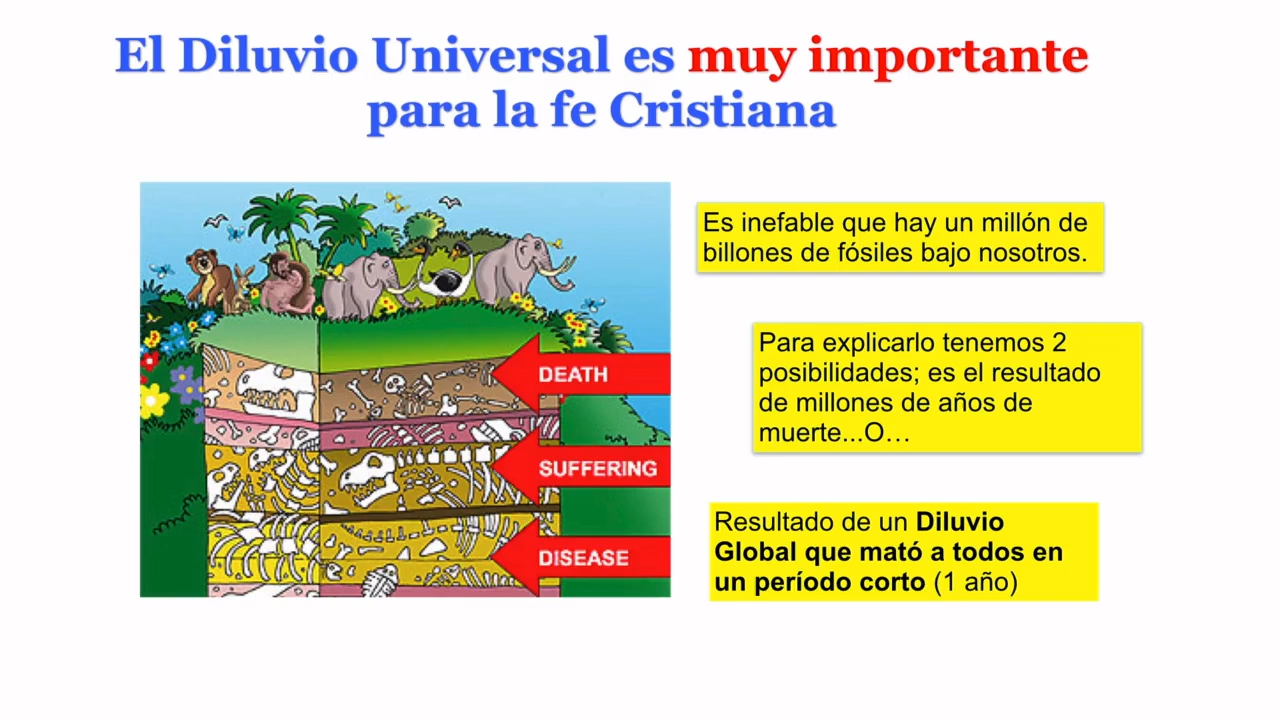 El Diluvio Universal es muy importante
para la fe Cristiana
Es inefable que hay un millón de
billones de fósiles bajo nosotros.
Para explicarlo tenemos 2
posibilidades; es el resultado
de millones de años de
muerte...O…
DEATH
SUFFERING
DISEASE
Resultado de un Diluvio
Global que mató a todos en
un período corto (1 año)